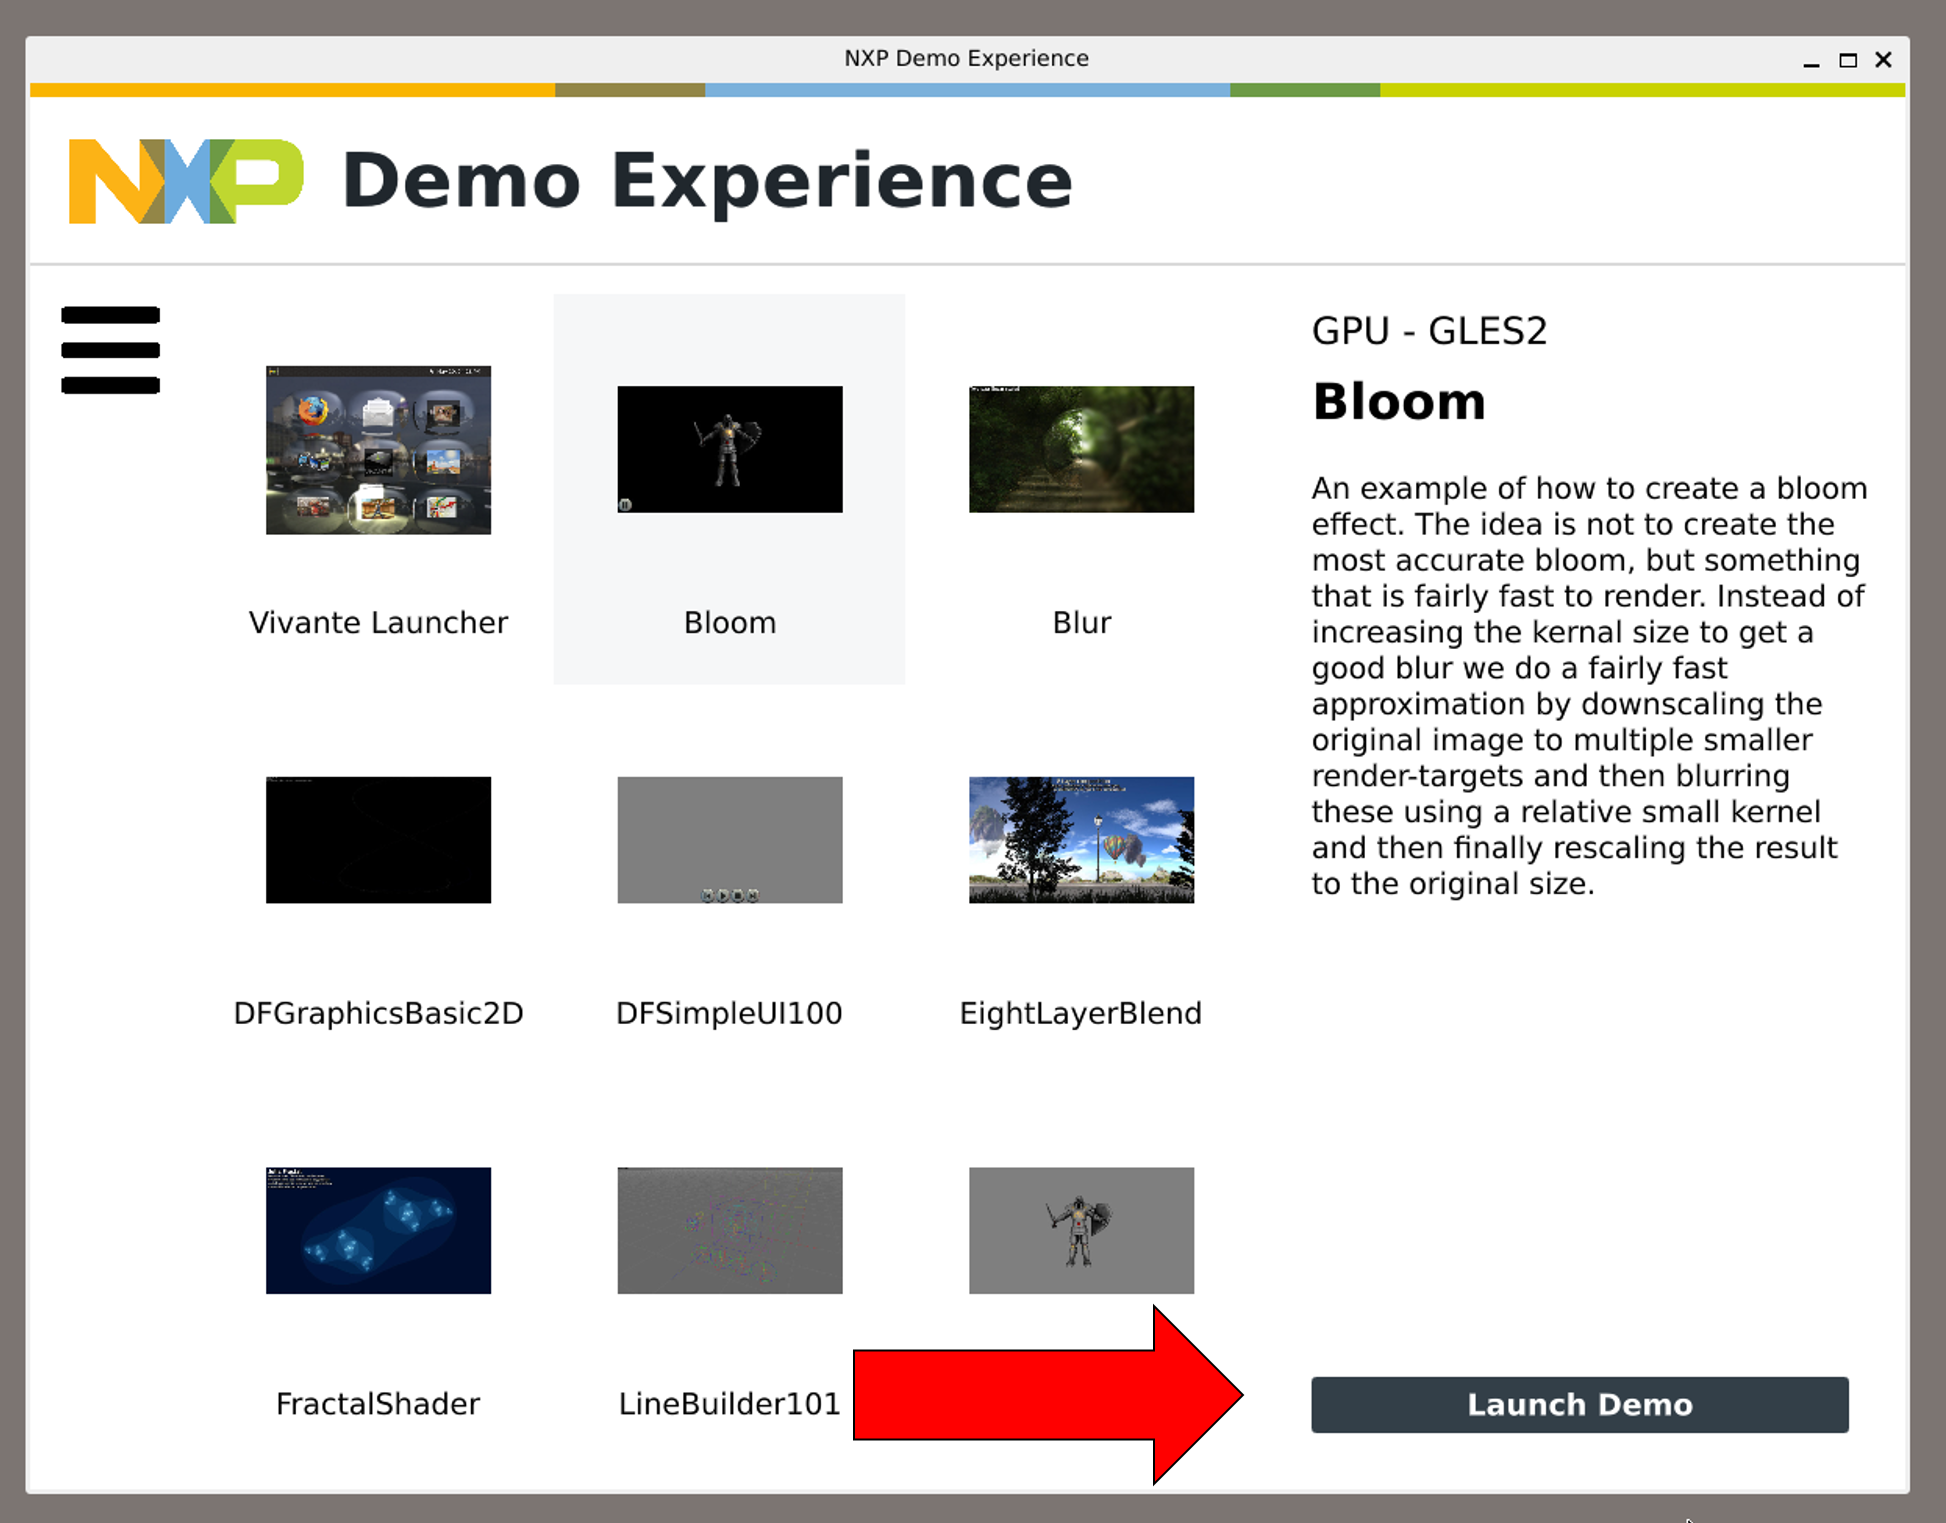 NXP Demo Experience
NXP Demo Experience
GPU - GLES2
Bloom
An example of how to create a bloom
effect. The idea is not to create the
most accurate bloom, but something
that is fairly fast to render. Instead of
increasing the kernal size to get a
good blur we do a fairly fast
approximation by downscaling the
original image to multiple smaller
render-targets and then blurring
these using a relative small kernel
and then finally rescaling the result
to the original size.
Vivante Launcher
Bloom
Blur
DFGraphicsBasic2D
DFSimpleUI100
EightLayerBlend
FractalShader
LineBuilder101
Launch Demo